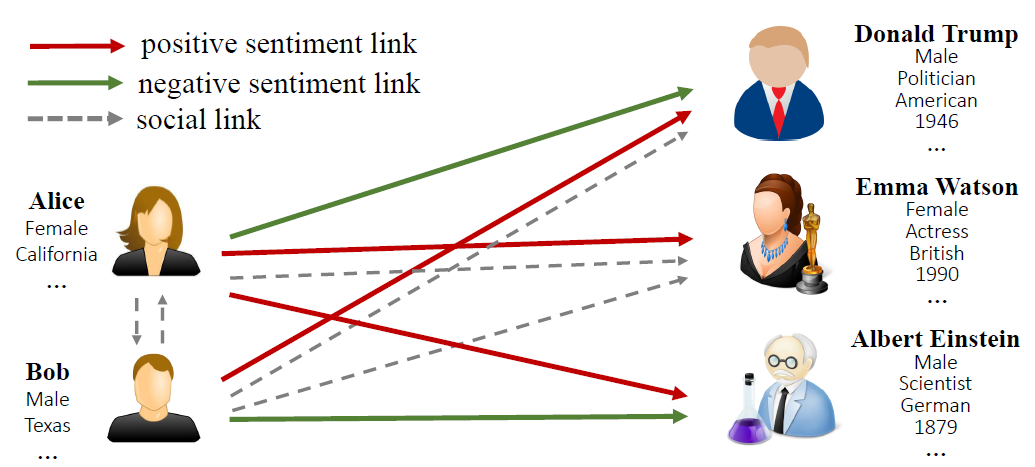 positive sentiment link
negative sentiment link
social link
Alice
Female
California
...
Bob
Male
Texas
...
Donald Trump
Male
Politician
American
1946
...
Emma Watson
Female
Actress
British
1990
...
Albert Einstein
Male
Scientist
German
1879
...